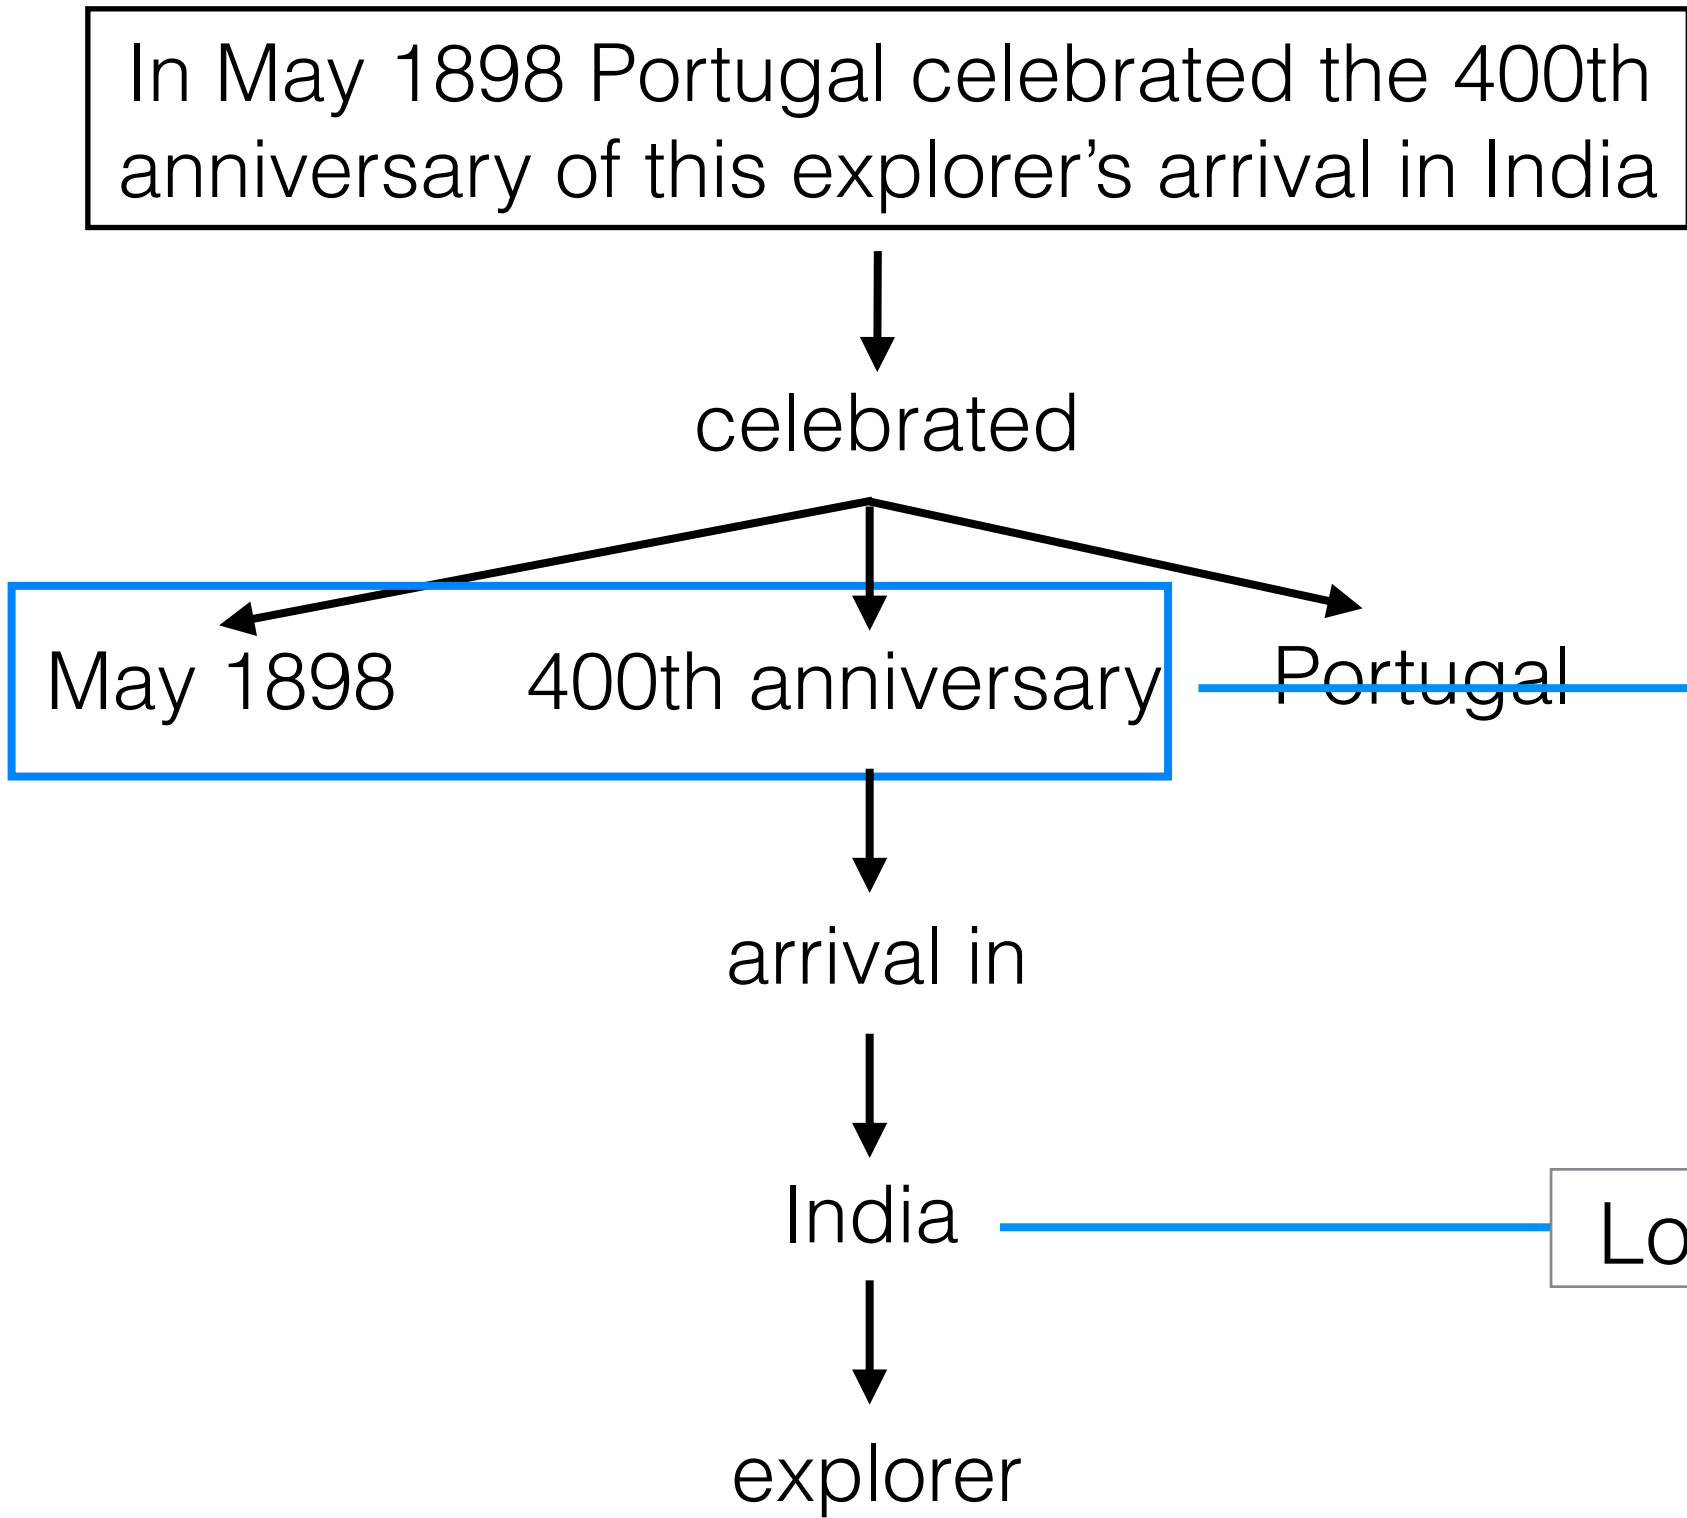 In May 1898 Portugal celebrated the 400th
anniversary of this explorer’s arrival in India
celebrated
May 1898 400th anniversary Portugal
arrival in
India
explorer